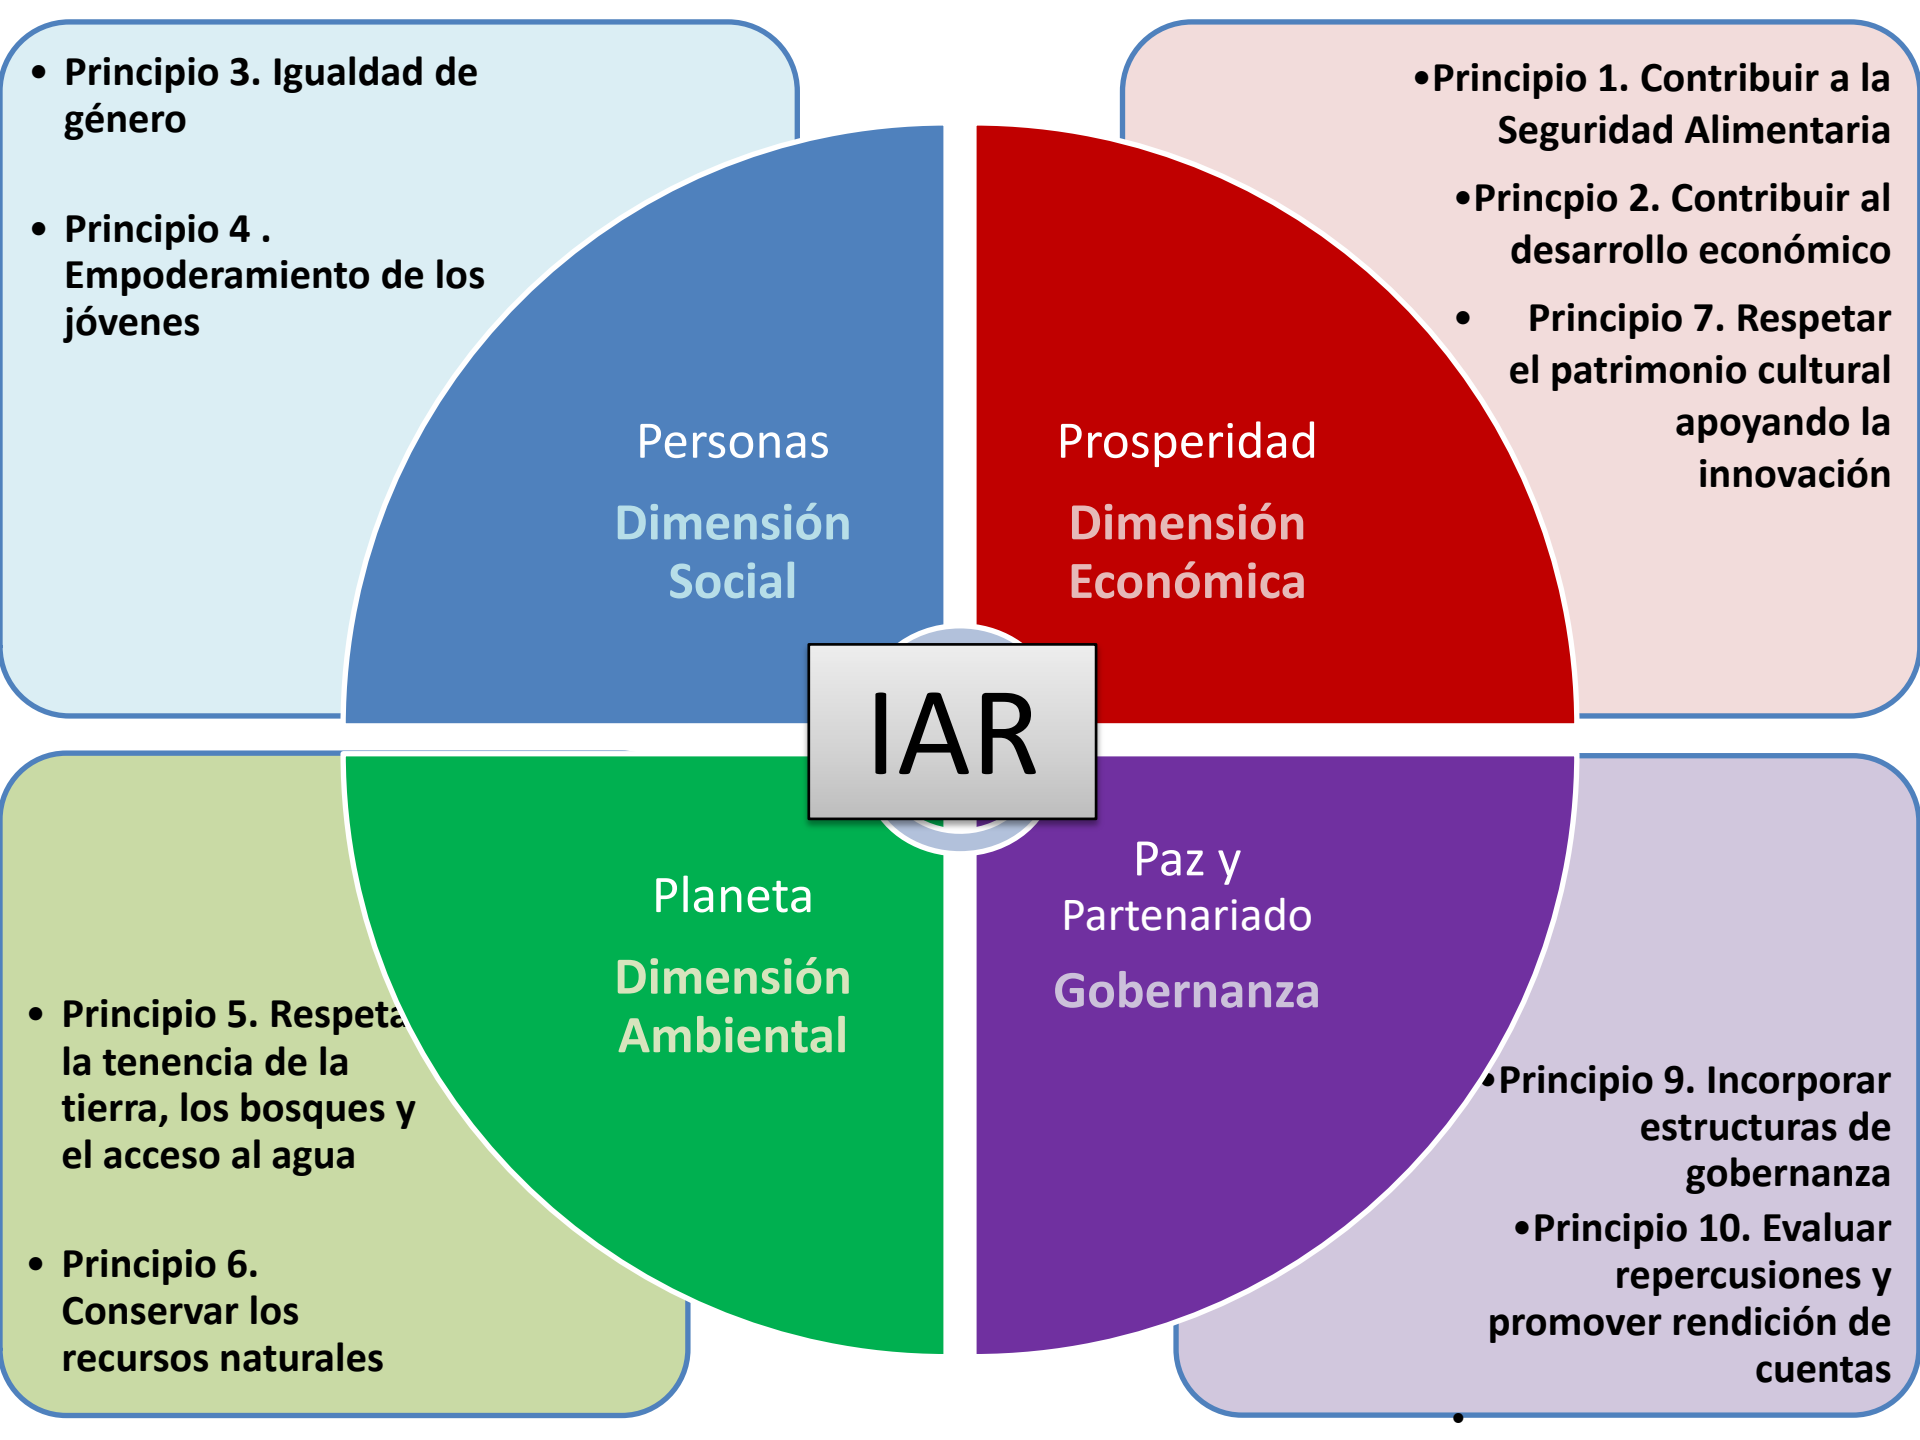 • Principio 3. Igualdad de
género
• Principio 4 .
Empoderamiento de los
jóvenes
•Principio 1. Contribuir a la
Seguridad Alimentaria
•Princpio 2. Contribuir al
desarrollo económico
• Principio 7. Respetar
el patrimonio cultural
apoyando la
innovación
Personas
Dimensión
Social
Prosperidad
Dimensión
Económica
IAR
Planeta
Dimensión
Ambiental
Paz y
Partenariado
Gobernanza
• Principio 5. Respeta
la tenencia de la
tierra, los bosques y
el acceso al agua
• Principio 6.
Conservar los
recursos naturales
•Principio 9. Incorporar
estructuras de
gobernanza
•Principio 10. Evaluar
repercusiones y
promover rendición de
cuentas
•